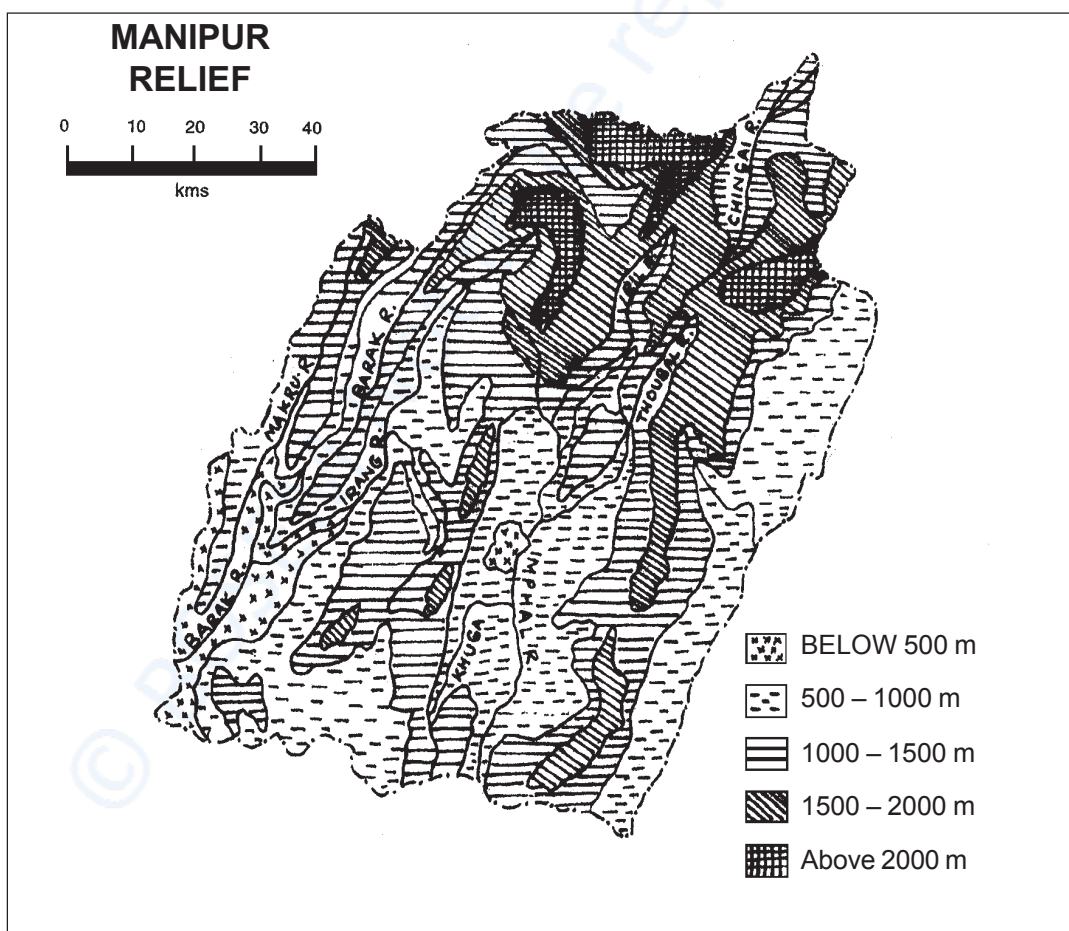 MANIPUR
RELIEF
0 10 20 30 40
kms
CHINGAI R.
IRIL R.
BARAK R.
MAKRU R.
THOUBAL R.
IRANG R.
BARAK R.
IMPHAL R.
KHUGA
BELOW 500 m
500 – 1000 m
1000 – 1500 m
1500 – 2000 m
Above 2000 m
©